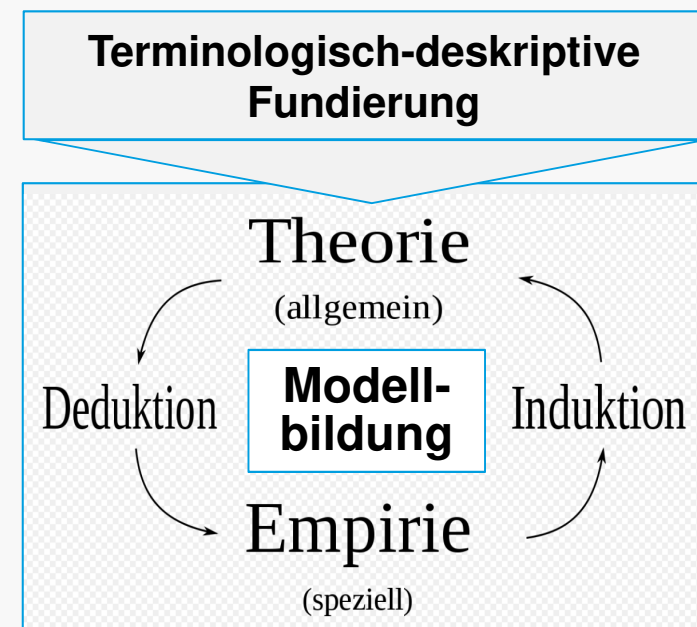 Terminologisch-deskriptive
Fundierung
Theorie
(allgemein)
Deduktion
Modell-
bildung
Induktion
Empirie
(speziell)